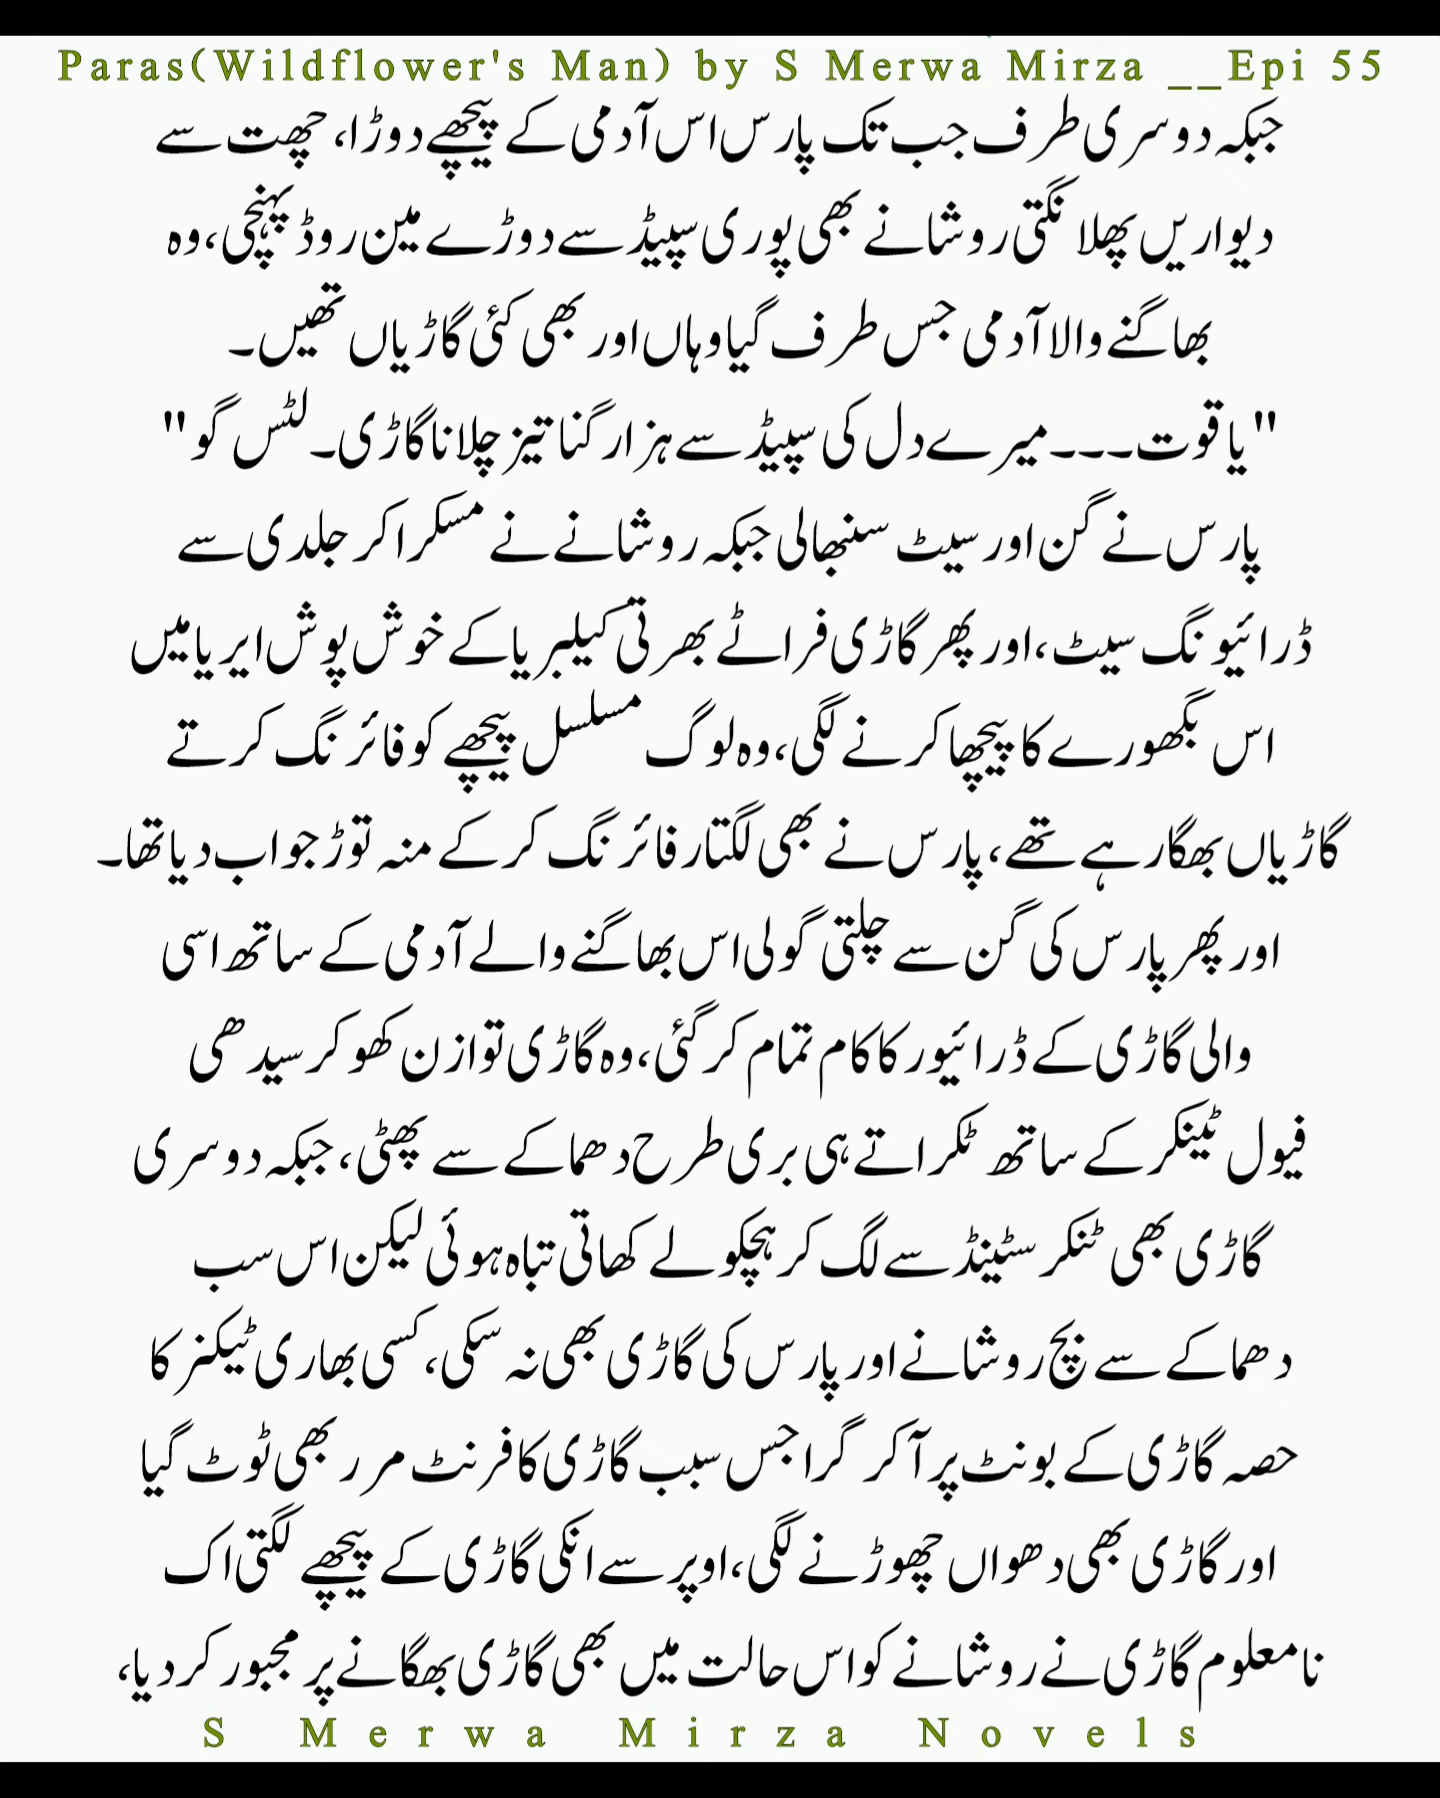 Paras(Wildflower's Man) by S Merwa Mirza __Epi 55
جبکہ دوسری طرف جب تک پارس اس آدمی کے پیچھے دوڑا، چھت سے
دیواریں پھلانگتی روشانے بھی پوری سپیڈ سے دوڑے مین روڈ پہنچی، وہ
بھاگنے والا آدمی جس طرف گیا وہاں اور بھی کئی گاڑیاں تھیں۔
"یاقوت۔۔۔ میرے دل کی سپیڈ سے ہزار گنا تیز چلانا گاڑی۔ لٹس گو"
پارس نے گن اور سیٹ سنبھالی جبکہ روشانے نے مسکرا کر جلدی سے
ڈرائیونگ سیٹ، اور پھر گاڑی فراٹے بھرتی کیلبریا کے خوش پوش ایریا میں
اس بگھورے کا پیچھا کرنے لگی، وہ لوگ مسلسل پیچھے کو فائرنگ کرتے
گاڑیاں بھگا رہے تھے، پارس نے بھی لگتار فائرنگ کر کے منہ توڑ جواب دیا تھا۔
اور پھر پارس کی گن سے چلتی گولی اس بھاگنے والے آدمی کے ساتھ اسی
والی گاڑی کے ڈرائیور کا کام تمام کر گئی، وہ گاڑی توازن کھو کر سیدھی
فیول ٹینکر کے ساتھ ٹکراتے ہی بری طرح دھماکے سے پھٹی، جبکہ دوسری
گاڑی بھی ٹنکر سٹینڈ سے لگ کر ہچکولے کھاتی تباہ ہوئی لیکن اس سب
دھماکے سے بچ روشانے اور پارس کی گاڑی بھی نہ سکی، کسی بھاری ٹیکنر کا
حصہ گاڑی کے بونٹ پر آ کر گرا جس سبب گاڑی کا فرنٹ مرر بھی ٹوٹ گیا
اور گاڑی بھی دھواں چھوڑنے لگی، اوپر سے انکی گاڑی کے پیچھے لگتی اک
نامعلوم گاڑی نے روشانے کو اس حالت میں بھی گاڑی بھگانے پر مجبور کر دیا،
S Merwa Mirza Novels